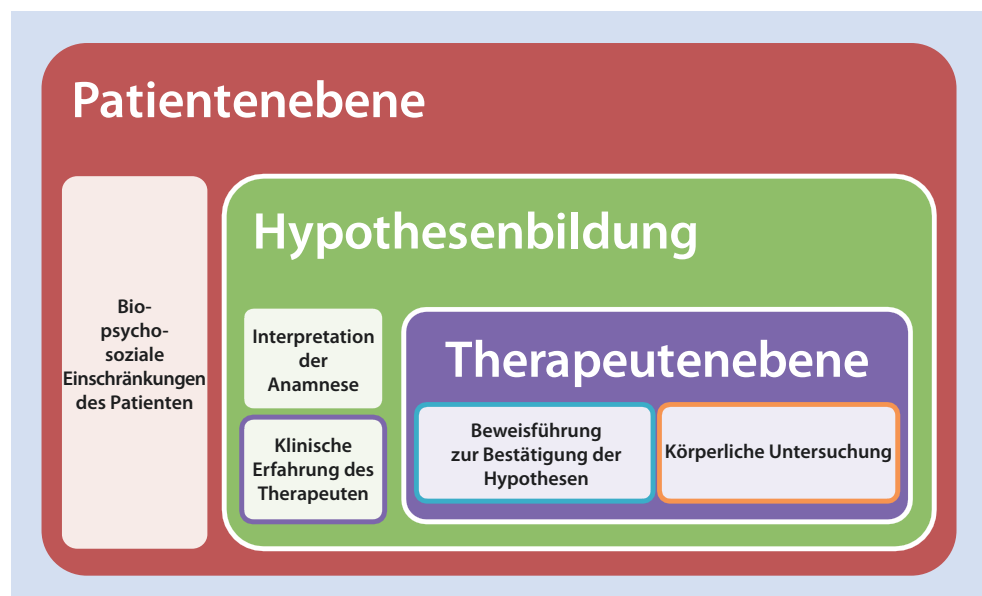 Patientenebene
Bio-
psycho-
soziale
Einschränkungen
des Patienten
Hypothesenbildung
Interpretation
der
Anamnese
Klinische
Erfahrung des
Therapeuten
Therapeutenebene
Beweisführung
zur Bestätigung der
Hypothesen
Körperliche Untersuchung